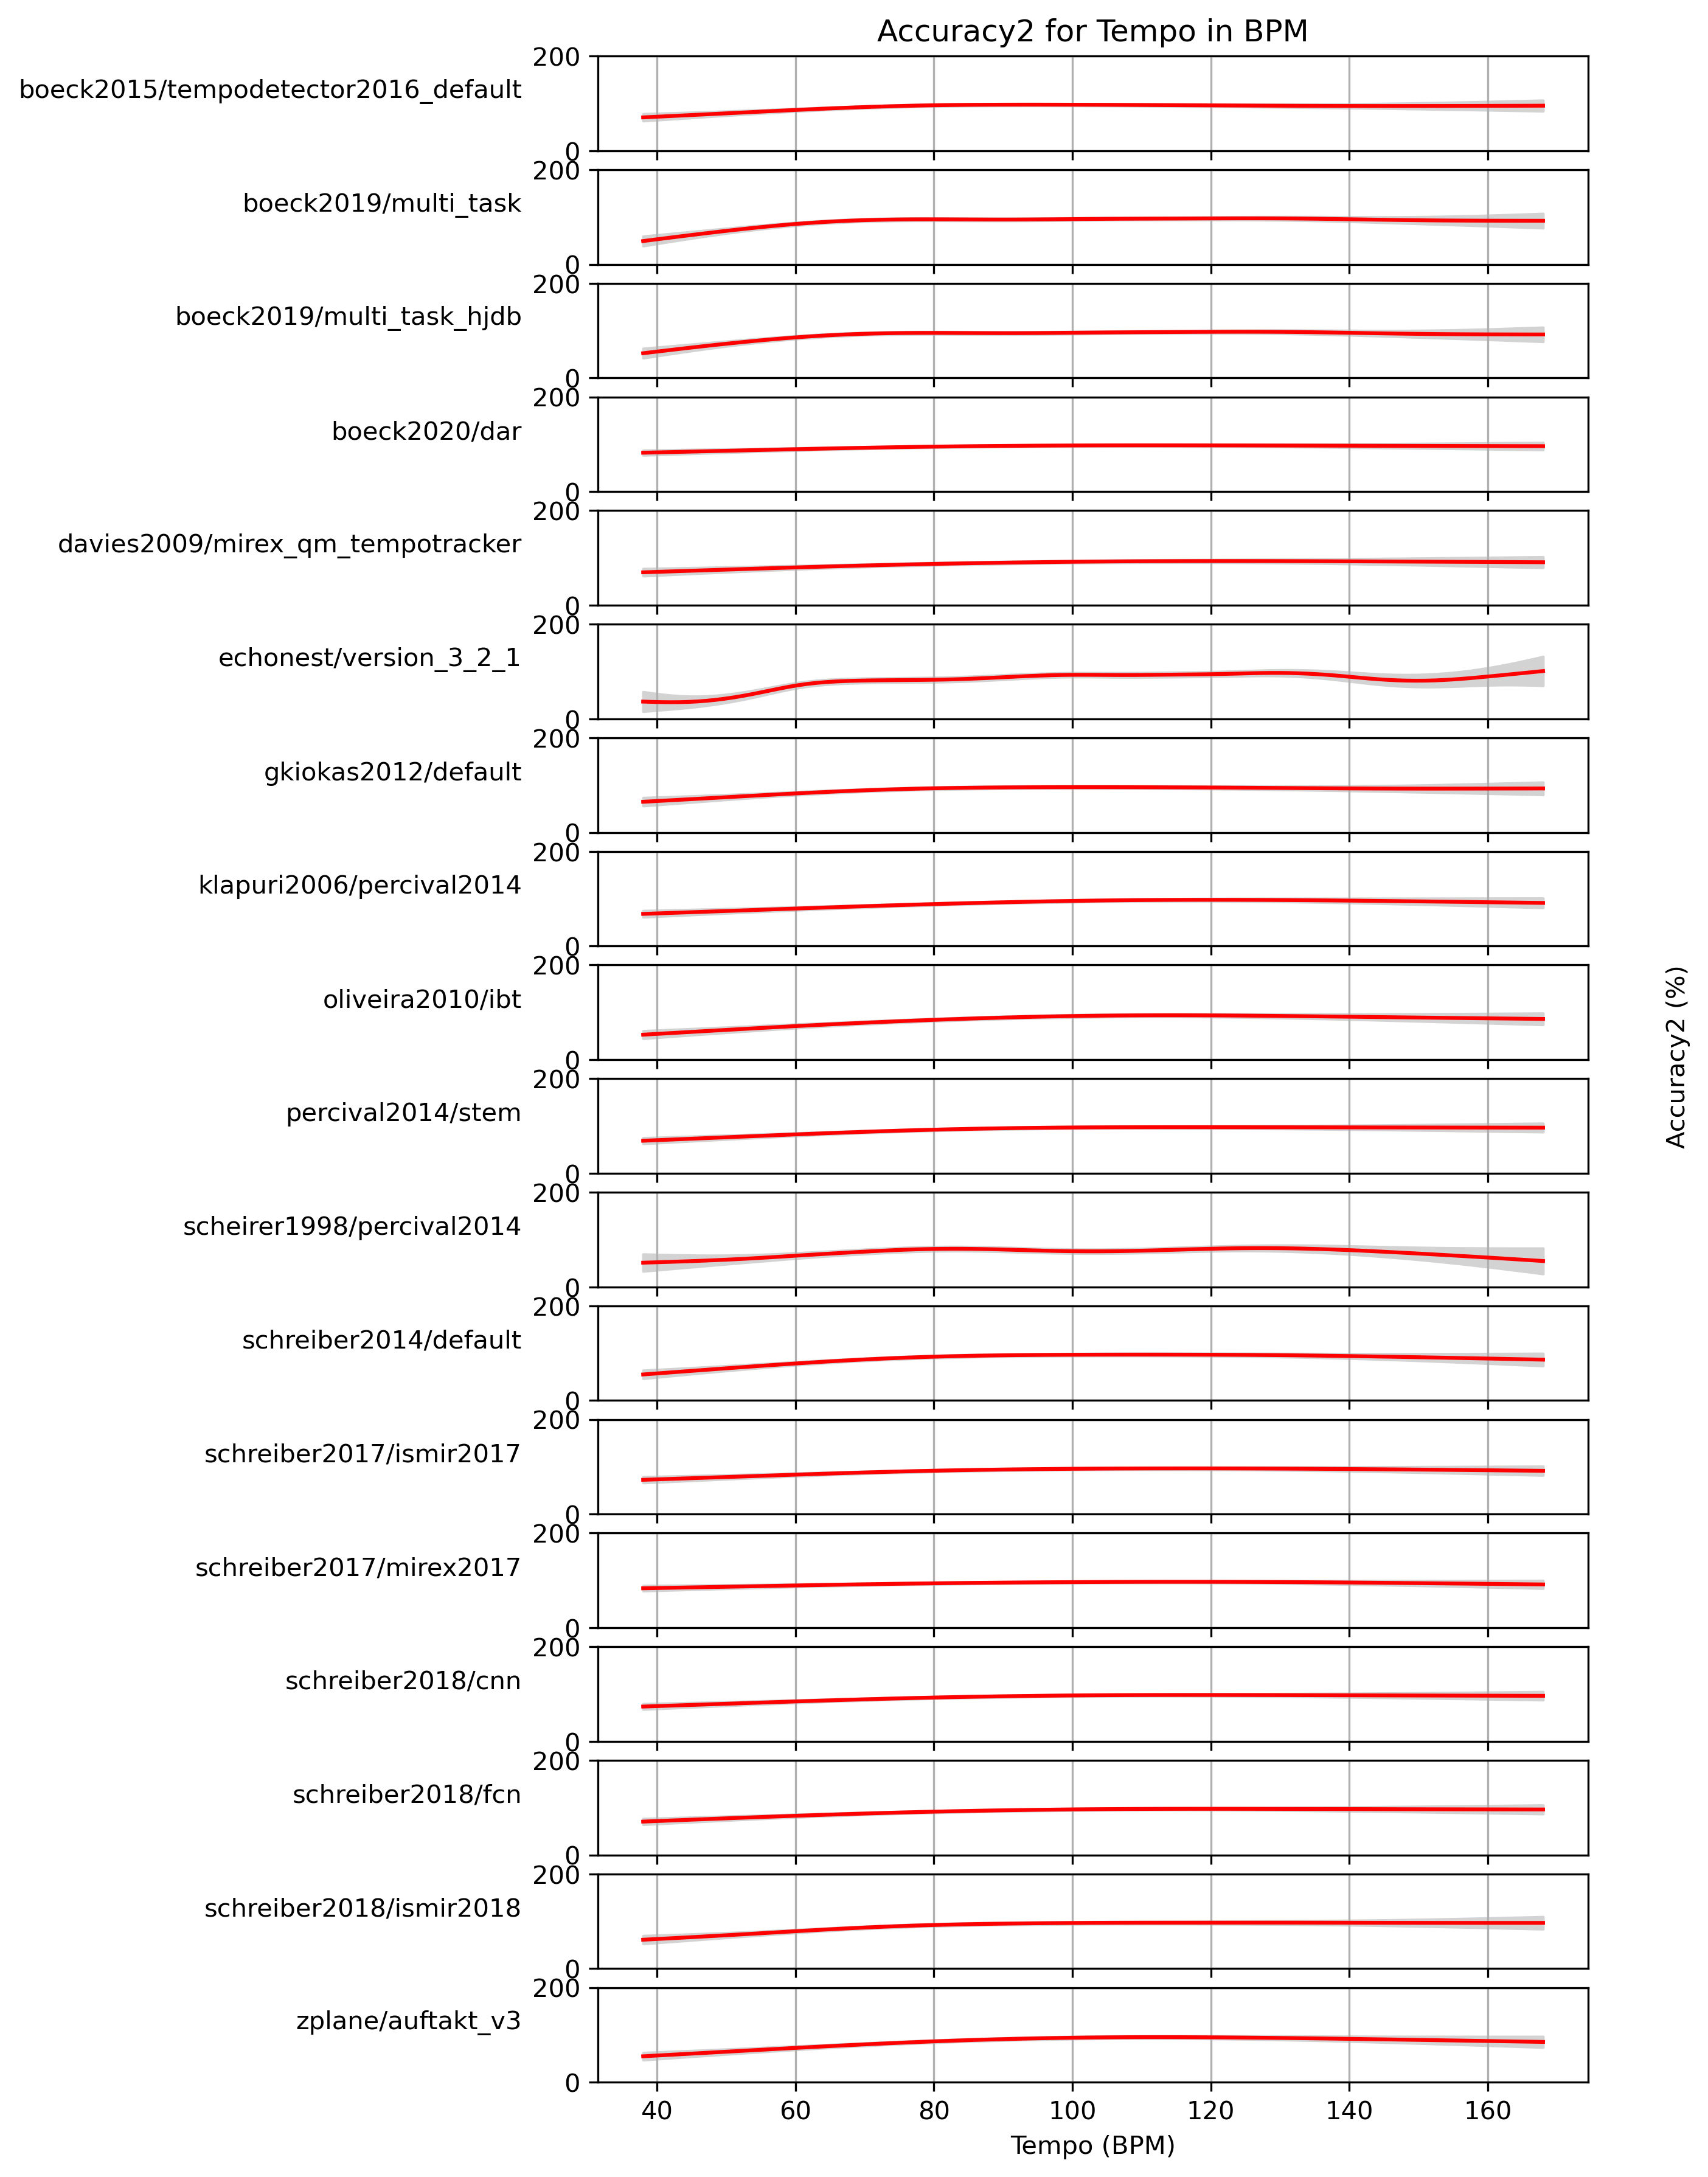 Accuracy2 for Tempo in BPM
200
boeck2015/tempodetector2016_default
0
200
boeck2019/multi_task
0
200
boeck2019/multi_task_hjdb
0
200
boeck2020/dar
0
200
davies2009/mirex_qm_tempotracker
0
200
echonest/version_3_2_1
0
200
gkiokas2012/default
0
200
klapuri2006/percival2014
0
200
oliveira2010/ibt
0
200
percival2014/stem
0
200
scheirer1998/percival2014
0
200
schreiber2014/default
0
200
schreiber2017/ismir2017
0
200
schreiber2017/mirex2017
0
200
schreiber2018/cnn
0
200
schreiber2018/fcn
0
200
schreiber2018/ismir2018
0
200
zplane/auftakt_v3
0
40 60 80 100 120 140 160
Tempo (BPM)
Accuracy2 (%)